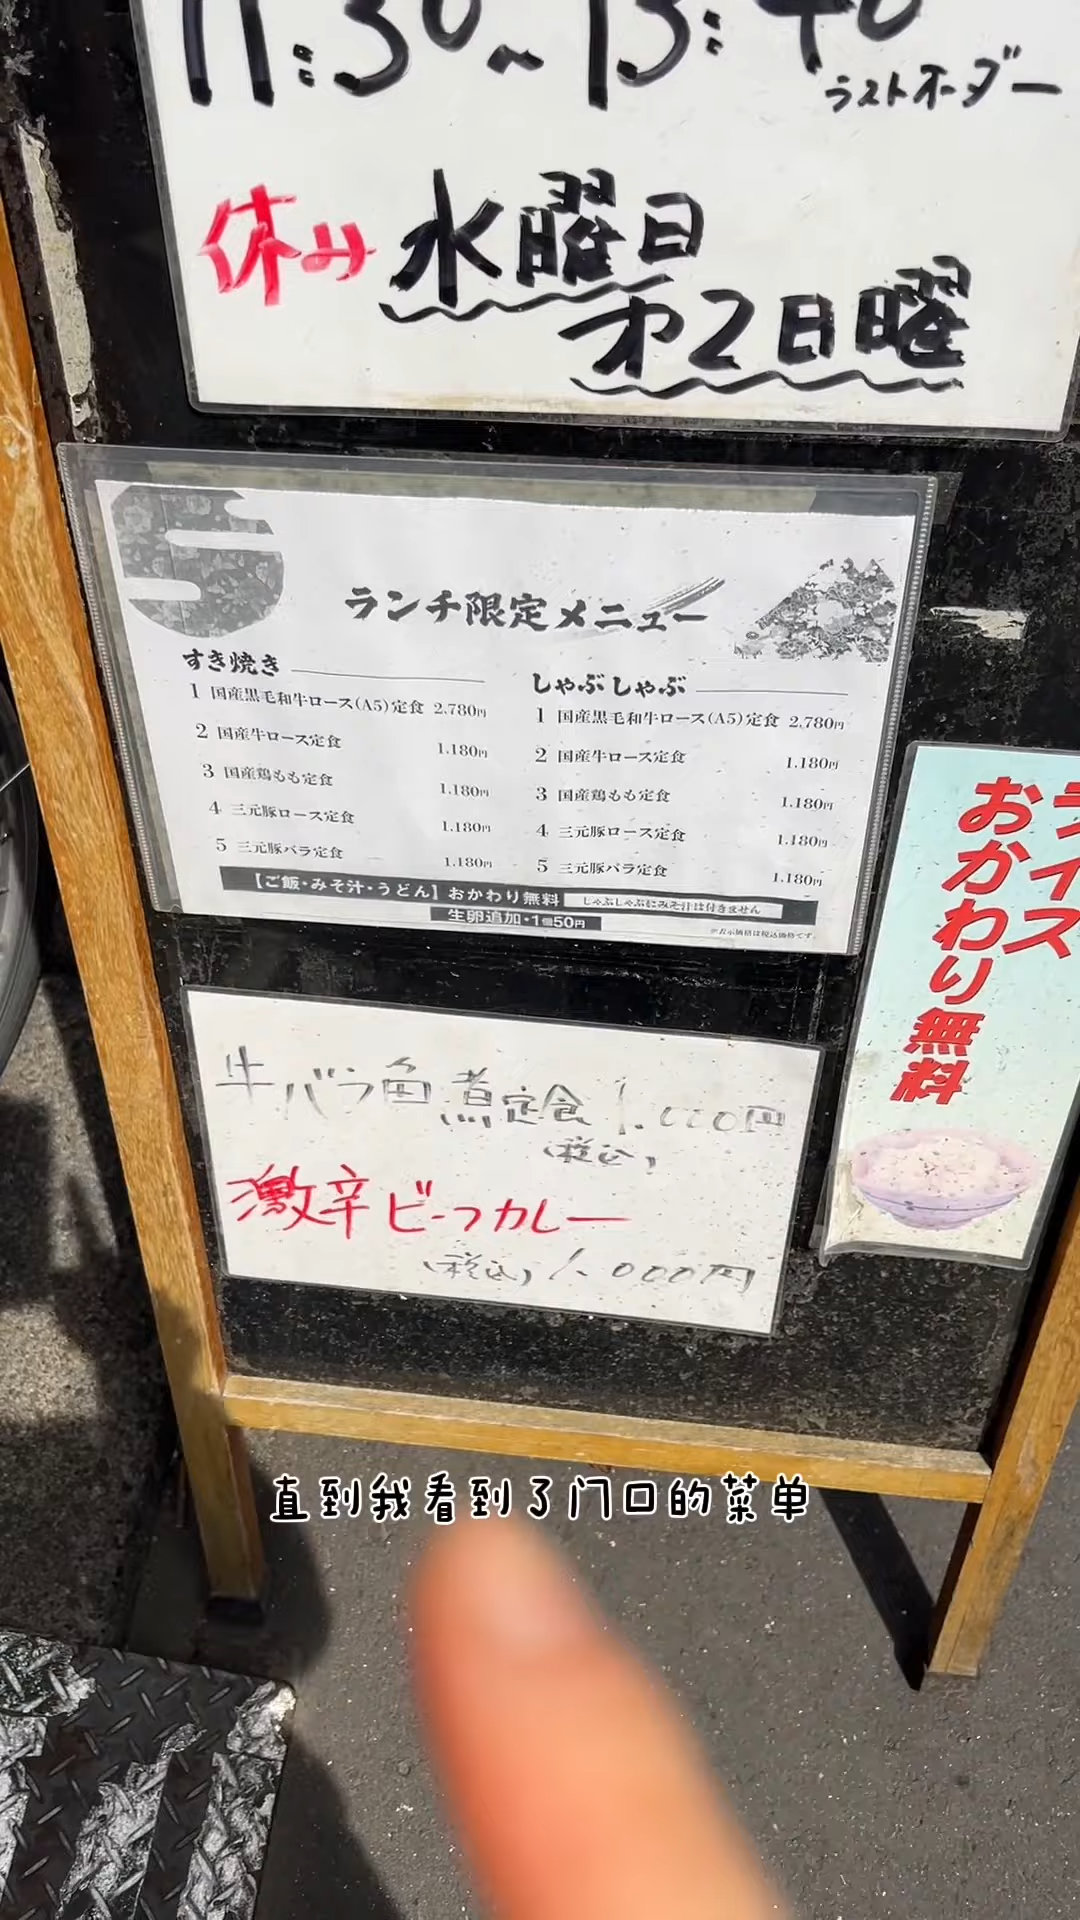 11:30~13:40
ラストオーダー
休み 水曜日
才2日曜
ランチ限定メニュー
すき焼き
1 国産黒毛和牛ロース(A5)定食 2,780円
2 国産牛ロース定食 1,180円
3 国産鶏もも定食 1,180円
4 三元豚ロース定食 1,180円
5 三元豚バラ定食 1,180円
しゃぶしゃぶ
1 国産黒毛和牛ロース(A5)定食 2,780円
2 国産牛ロース定食 1,180円
3 国産鶏もも定食 1,180円
4 三元豚ロース定食 1,180円
5 三元豚バラ定食 1,180円
【ご飯・みそ汁・うどん】おかわり無料 しゃぶしゃぶにみそ汁は付きません
生卵追加・1個50円
※表示価格は税込価格です。
ライス
おかわり無料
牛バラ角煮定食 1.000円
(税込)
激辛ビーフカレー
(税込) 1.000円
直到我看到了门口的菜单